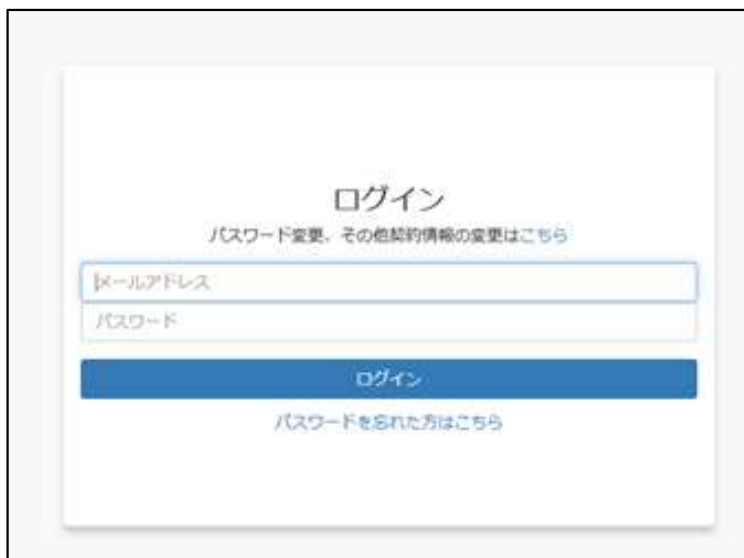 ログイン
パスワード変更、その他契約情報の変更はこちら
メールアドレス
パスワード
ログイン
パスワードを忘れた方はこちら